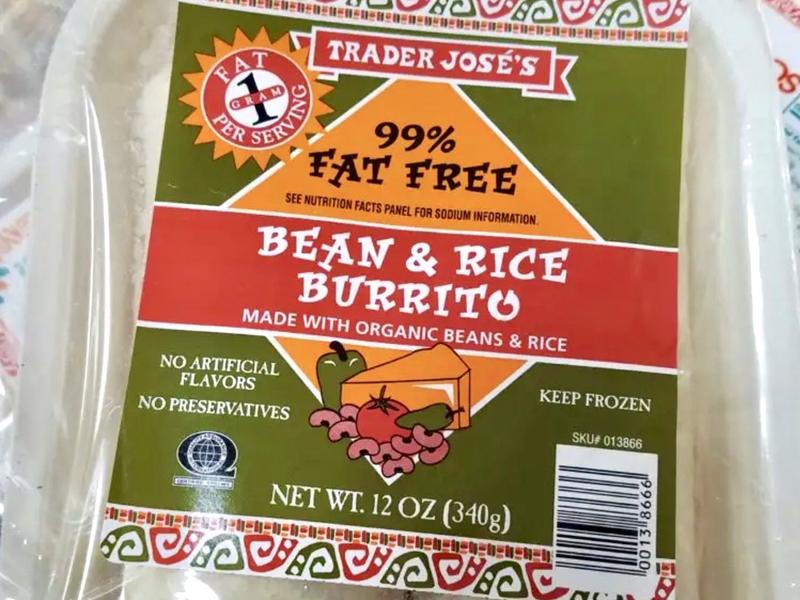 TRADER JOSÉ'S
FAT
1
GRAM
PER SERVING
99%
FAT FREE
SEE NUTRITION FACTS PANEL FOR SODIUM INFORMATION.
BEAN & RICE
BURRITO
MADE WITH ORGANIC BEANS & RICE
NO ARTIFICIAL
FLAVORS
NO PRESERVATIVES
KEEP FROZEN
SKU# 013866
NET WT. 12 OZ (340g)